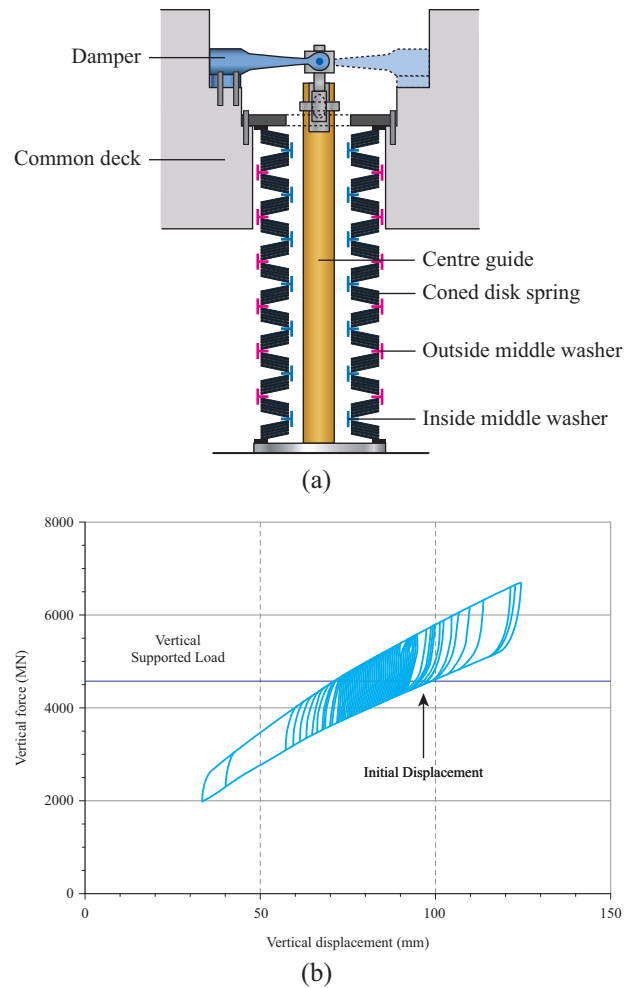 Damper
Common deck
Centre guide
Coned disk spring
Outside middle washer
Inside middle washer
(a)
8000
6000
4000
2000
0
Vertical force (MN)
Vertical
Supported Load
Initial Displacement
0
50
100
150
Vertical displacement (mm)
(b)